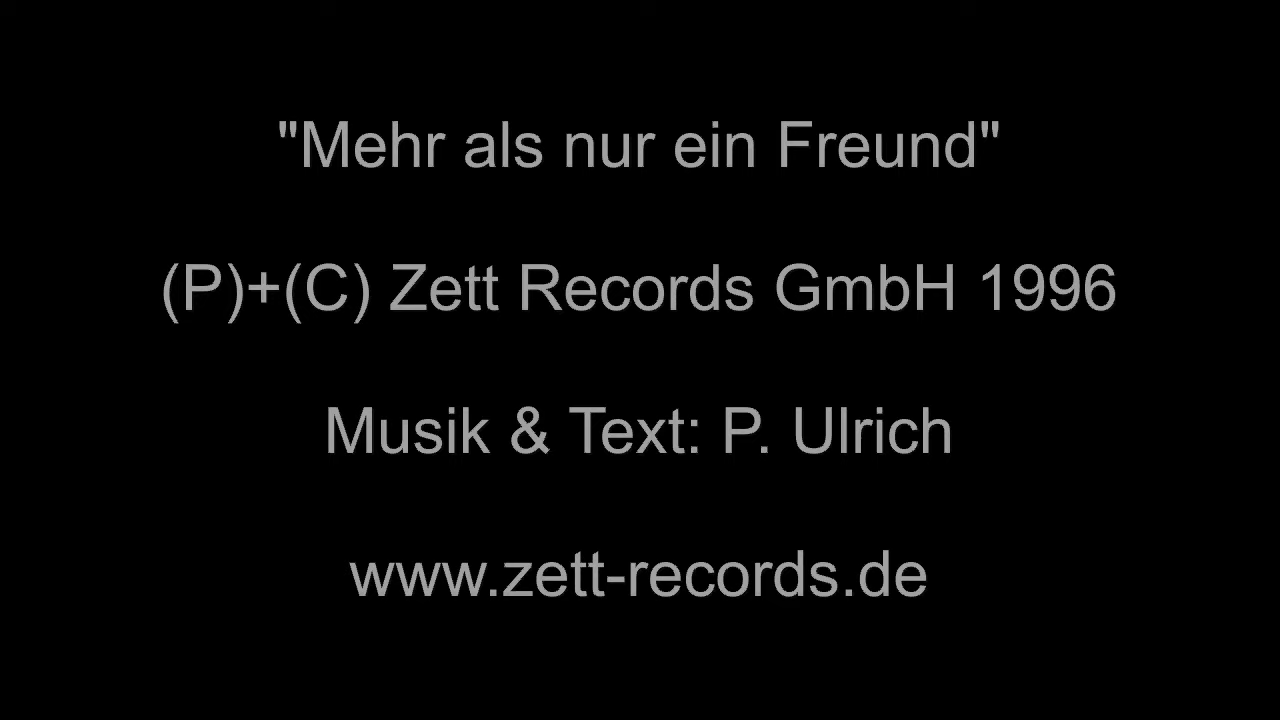 "Mehr als nur ein Freund"
(P)+(C) Zett Records GmbH 1996
Musik & Text: P. Ulrich
www.zett-records.de